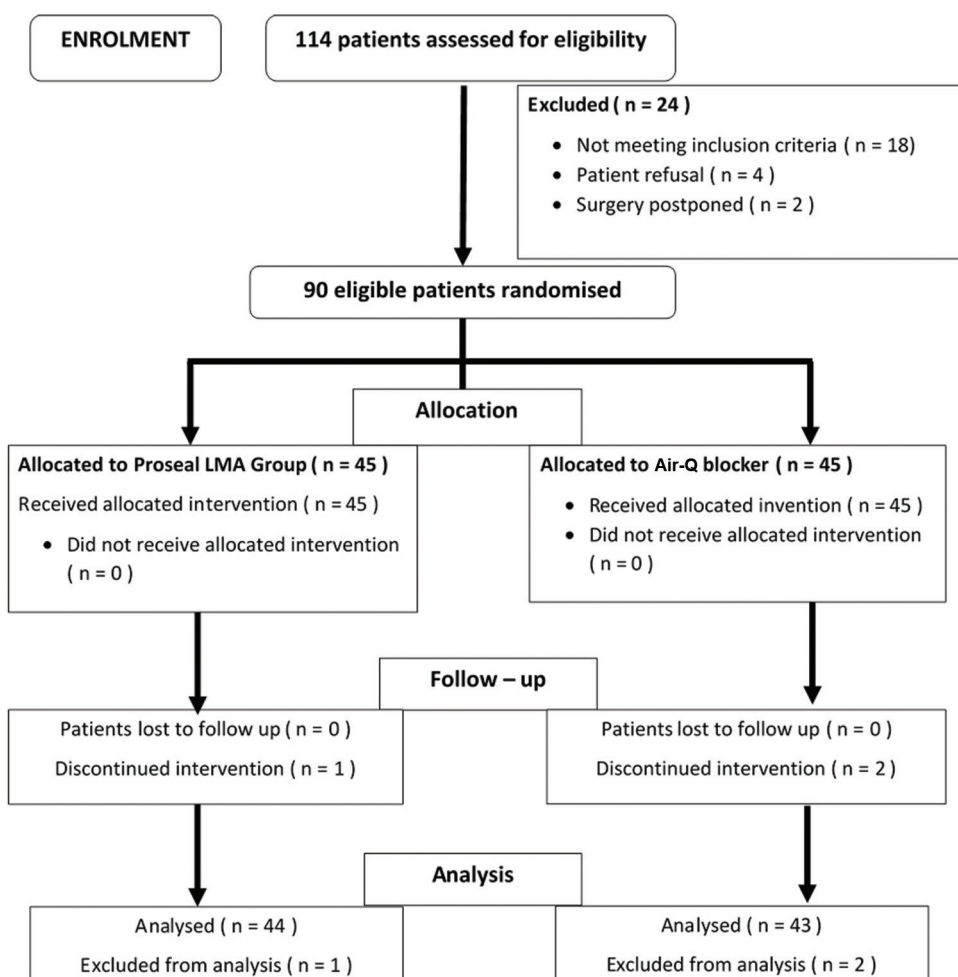 ENROLMENT
114 patients assessed for eligibility
Excluded ( n = 24 )
• Not meeting inclusion criteria ( n = 18)
• Patient refusal ( n = 4 )
• Surgery postponed ( n = 2 )
90 eligible patients randomised
Allocation
Allocated to Proseal LMA Group ( n = 45 )
Received allocated intervention ( n = 45 )
• Did not receive allocated intervention
( n = 0 )
Allocated to Air-Q blocker ( n = 45 )
• Received allocated invention ( n = 45 )
• Did not receive allocated intervention
( n = 0 )
Follow – up
Patients lost to follow up ( n = 0 )
Discontinued intervention ( n = 1 )
Patients lost to follow up ( n = 0 )
Discontinued intervention ( n = 2 )
Analysis
Analysed ( n = 44 )
Excluded from analysis ( n = 1 )
Analysed ( n = 43 )
Excluded from analysis ( n = 2 )